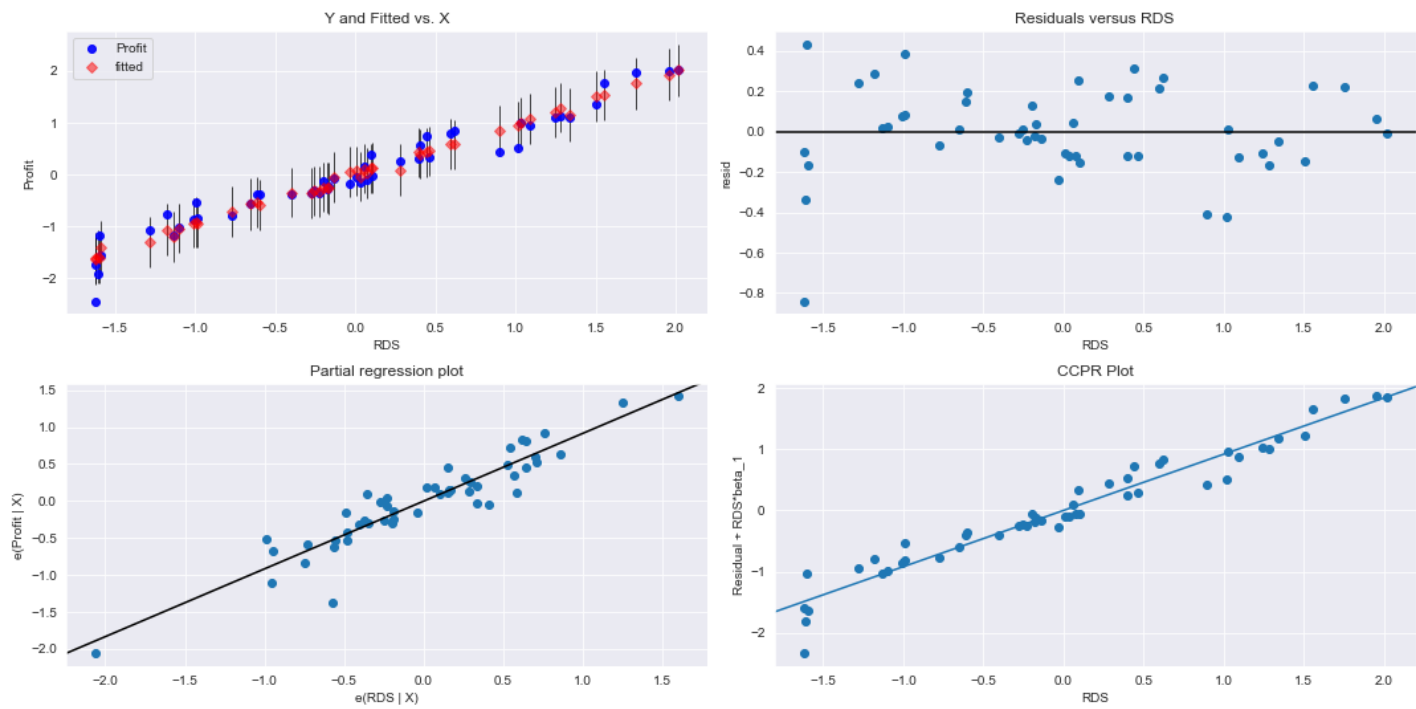 Y and Fitted vs. X
Profit
fitted
2
1
0
−1
−2
Profit
−1.5 −1.0 −0.5 0.0 0.5 1.0 1.5 2.0
RDS
Residuals versus RDS
0.4
0.2
0.0
−0.2
−0.4
−0.6
−0.8
resid
−1.5 −1.0 −0.5 0.0 0.5 1.0 1.5 2.0
RDS
Partial regression plot
1.5
1.0
0.5
0.0
−0.5
−1.0
−1.5
−2.0
e(Profit | X)
−2.0 −1.5 −1.0 −0.5 0.0 0.5 1.0 1.5
e(RDS | X)
CCPR Plot
2
1
0
−1
−2
Residual + RDS*beta_1
−1.5 −1.0 −0.5 0.0 0.5 1.0 1.5 2.0
RDS